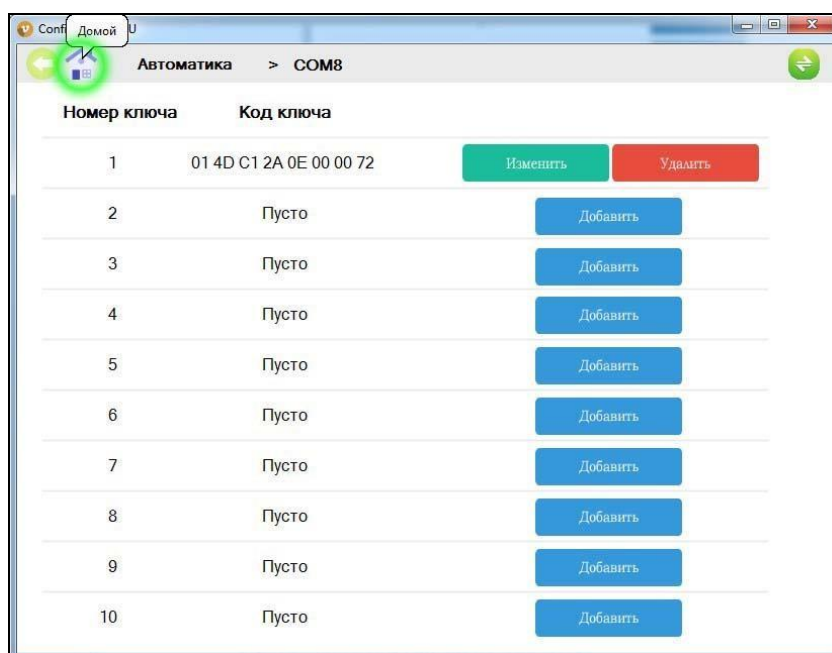 Confi U
Домой
Автоматика > COM8
Номер ключа Код ключа
1 01 4D C1 2A 0E 00 00 72 Изменить Удалить
2 Пусто Добавить
3 Пусто Добавить
4 Пусто Добавить
5 Пусто Добавить
6 Пусто Добавить
7 Пусто Добавить
8 Пусто Добавить
9 Пусто Добавить
10 Пусто Добавить